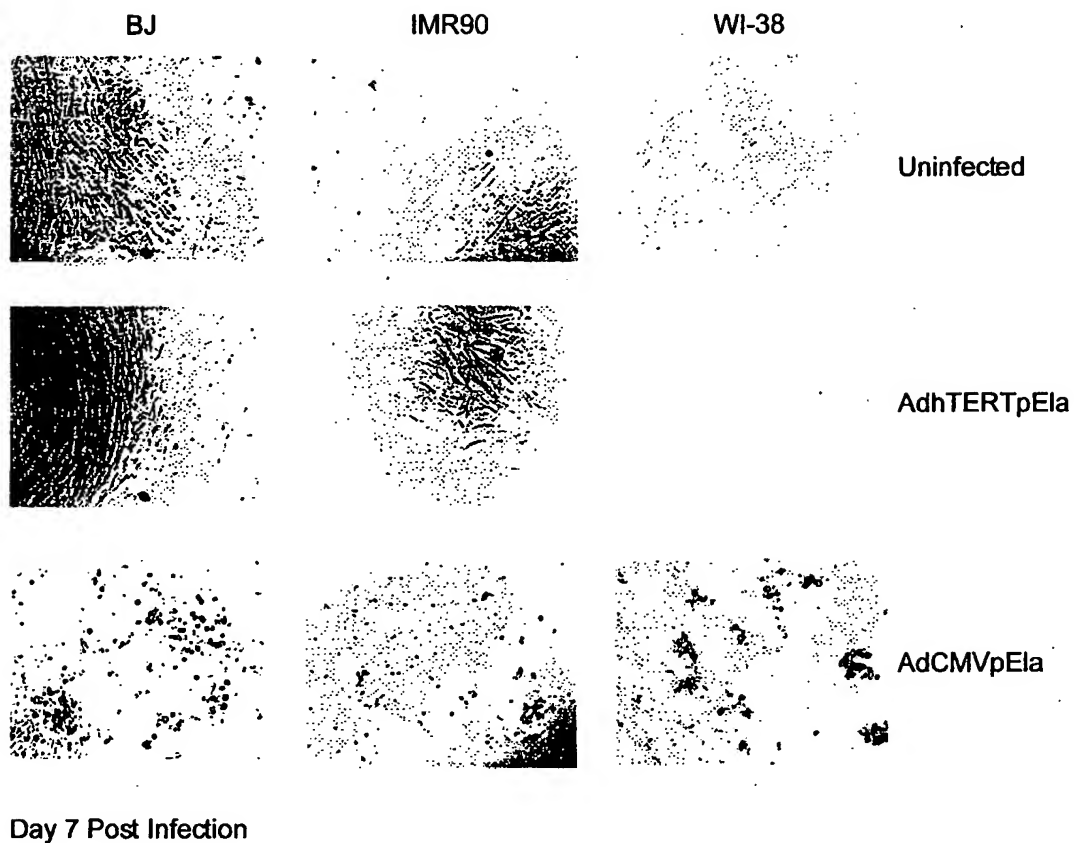 BJ IMR90 WI-38
Uninfected
AdhTERTpEla
AdCMVpEla
Day 7 Post Infection